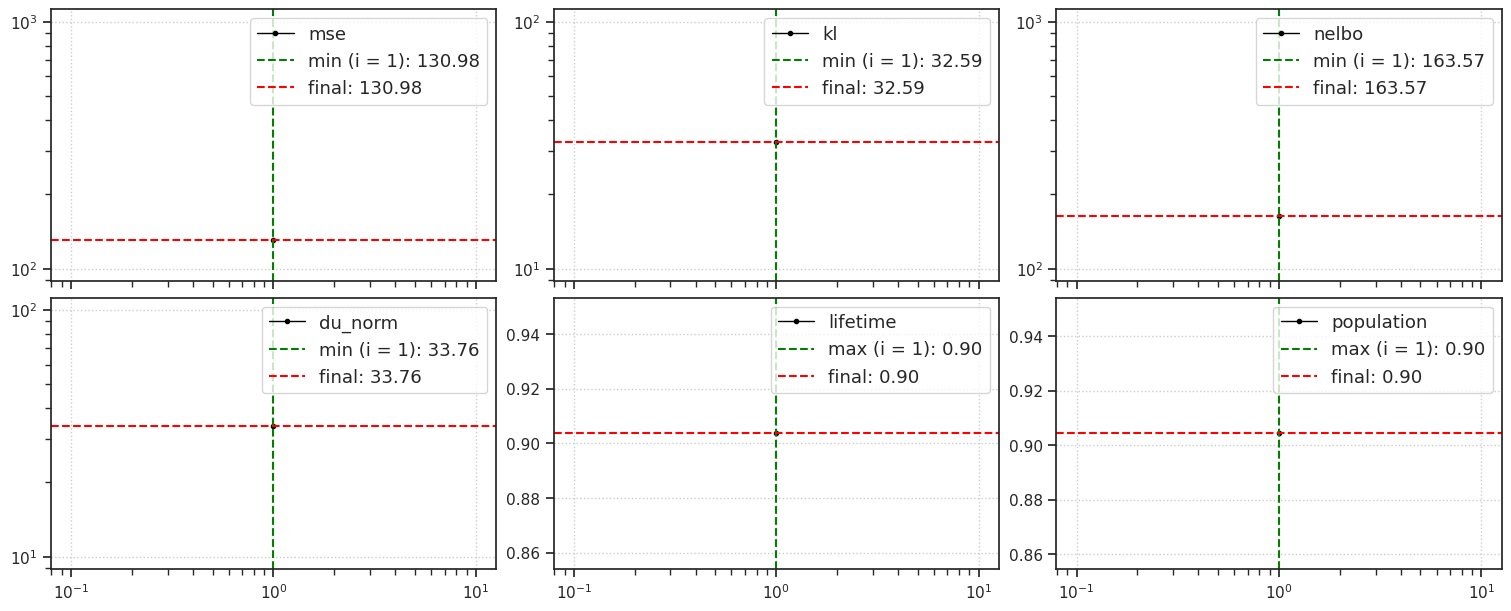 10³
10²
mse
min (i = 1): 130.98
final: 130.98
10²
10¹
kl
min (i = 1): 32.59
final: 32.59
10³
10²
nelbo
min (i = 1): 163.57
final: 163.57
10²
10¹
10⁻¹
10⁰
10¹
du_norm
min (i = 1): 33.76
final: 33.76
0.94
0.92
0.90
0.88
0.86
10⁻¹
10⁰
10¹
lifetime
max (i = 1): 0.90
final: 0.90
0.94
0.92
0.90
0.88
0.86
10⁻¹
10⁰
10¹
population
max (i = 1): 0.90
final: 0.90